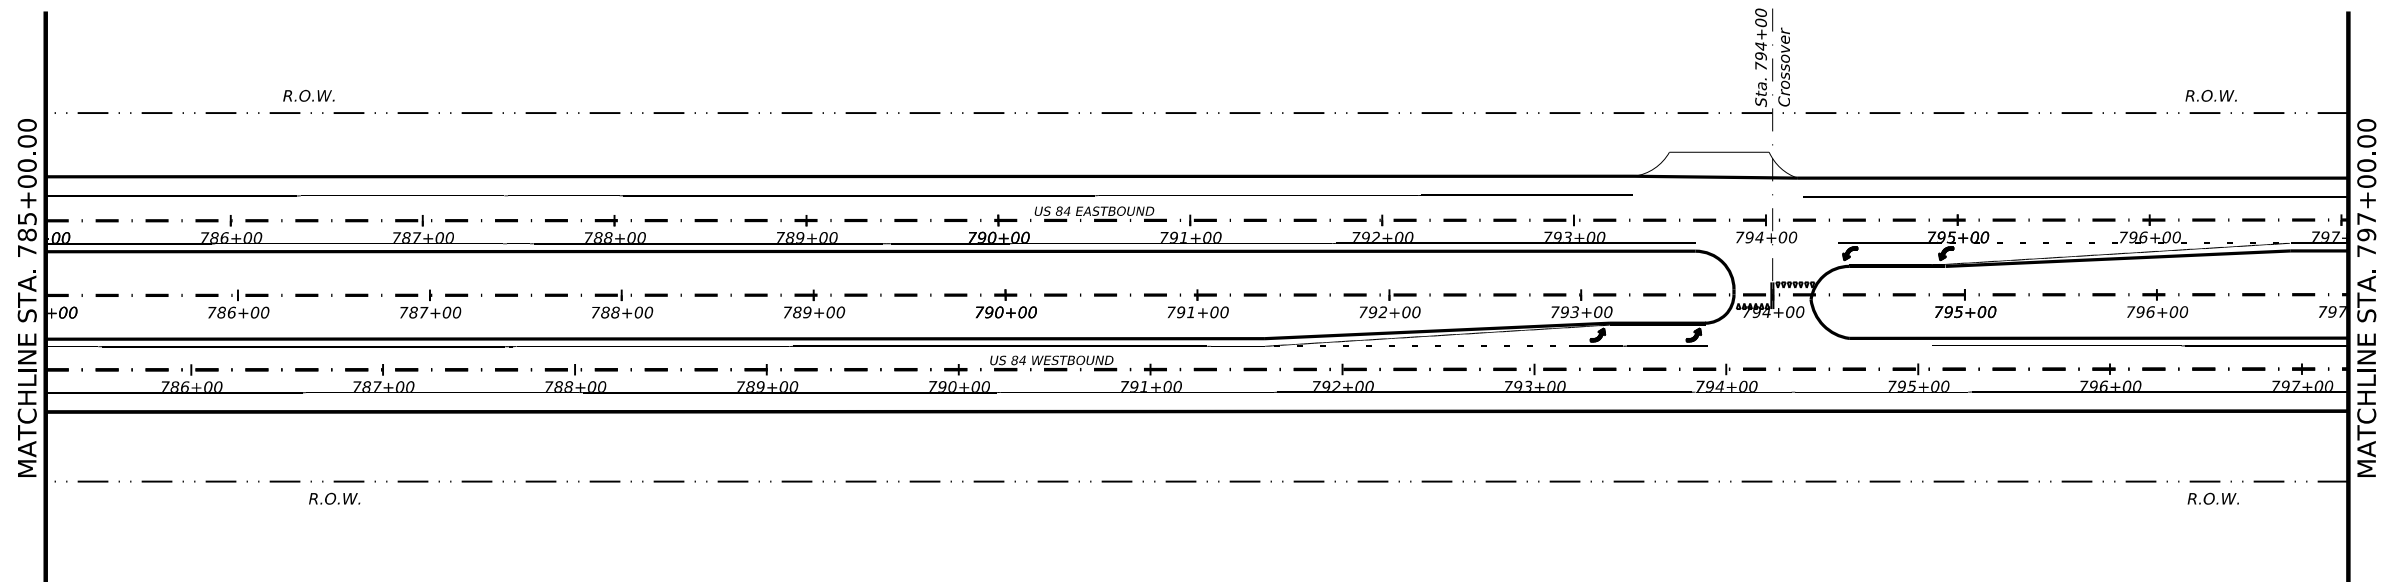 Sta. 794+00
Crossover
R.O.W.
R.O.W.
MATCHLINE STA. 785+00.00
MATCHLINE STA. 797+00.00
US 84 EASTBOUND
+00 786+00 787+00 788+00 789+00 790+00 791+00 792+00 793+00 794+00 795+00 796+00 797-
+00 786+00 787+00 788+00 789+00 790+00 791+00 792+00 793+00 794+00 795+00 796+00 797
US 84 WESTBOUND
786+00 787+00 788+00 789+00 790+00 791+00 792+00 793+00 794+00 795+00 796+00 797+00
R.O.W.
R.O.W.